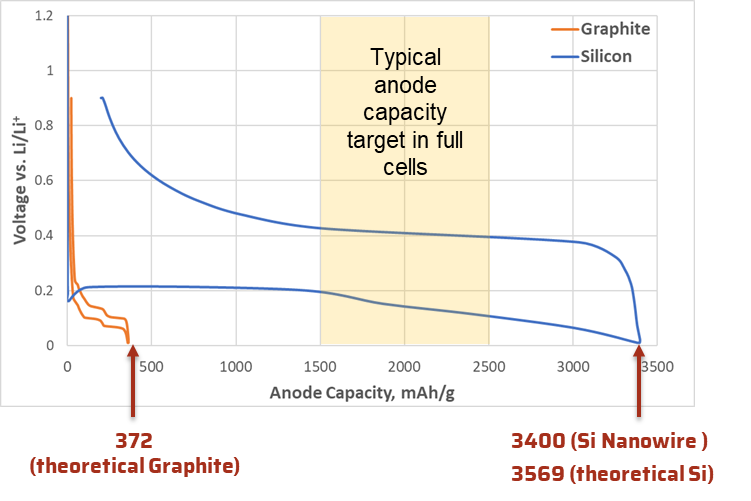 1.2
1
0.8
0.6
0.4
0.2
0
Voltage vs. Li/Li+
Graphite
Silicon
Typical
anode
capacity
target in full
cells
0 500 1000 1500 2000 2500 3000 3500
Anode Capacity, mAh/g
372
(theoretical Graphite)
3400 (Si Nanowire )
3569 (theoretical Si)